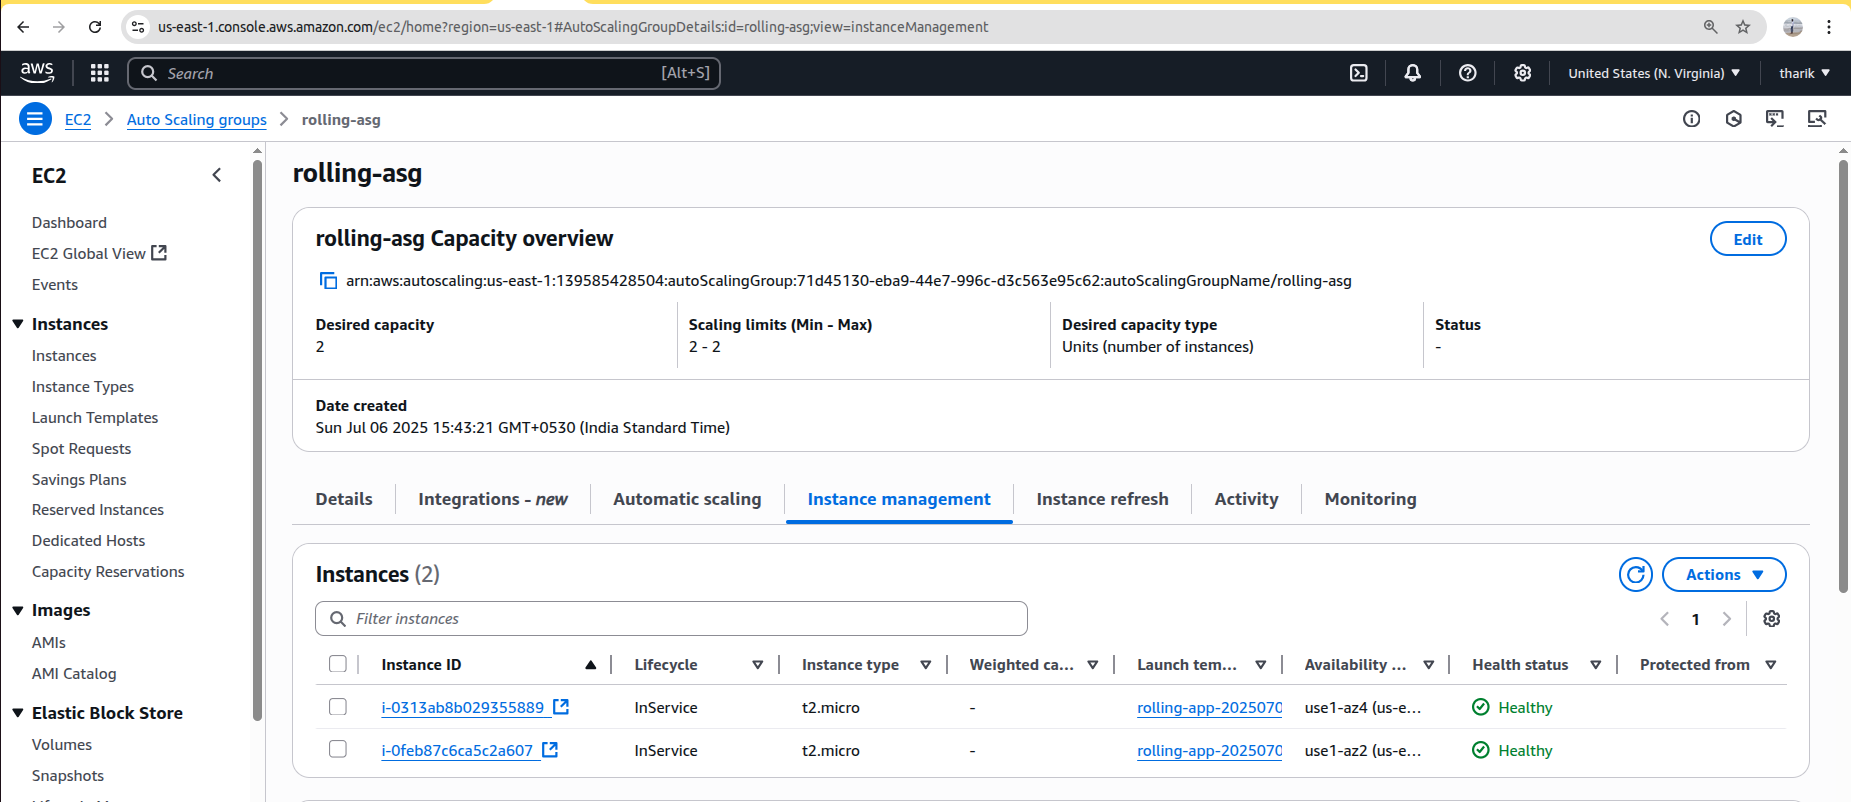 us-east-1.console.aws.amazon.com/ec2/home?region=us-east-1#AutoScalingGroupDetails:id=rolling-asg;view=instanceManagement
aws
Search
[Alt+S]
United States (N. Virginia)
tharik
EC2
Auto Scaling groups
rolling-asg
EC2
Dashboard
EC2 Global View
Events
Instances
Instances
Instance Types
Launch Templates
Spot Requests
Savings Plans
Reserved Instances
Dedicated Hosts
Capacity Reservations
Images
AMIs
AMI Catalog
Elastic Block Store
Volumes
Snapshots
rolling-asg
rolling-asg Capacity overview
Edit
arn:aws:autoscaling:us-east-1:139585428504:autoScalingGroup:71d45130-eba9-44e7-996c-d3c563e95c62:autoScalingGroupName/rolling-asg
Desired capacity
2
Scaling limits (Min - Max)
2 - 2
Desired capacity type
Units (number of instances)
Status
-
Date created
Sun Jul 06 2025 15:43:21 GMT+0530 (India Standard Time)
Details
Integrations - new
Automatic scaling
Instance management
Instance refresh
Activity
Monitoring
Instances (2)
Actions
Filter instances
1
Instance ID Lifecycle Instance type Weighted ca... Launch tem... Availability ... Health status Protected from
i-0313ab8b029355889 InService t2.micro - rolling-app-2025070 use1-az4 (us-e... Healthy
i-0feb87c6ca5c2a607 InService t2.micro - rolling-app-2025070 use1-az2 (us-e... Healthy